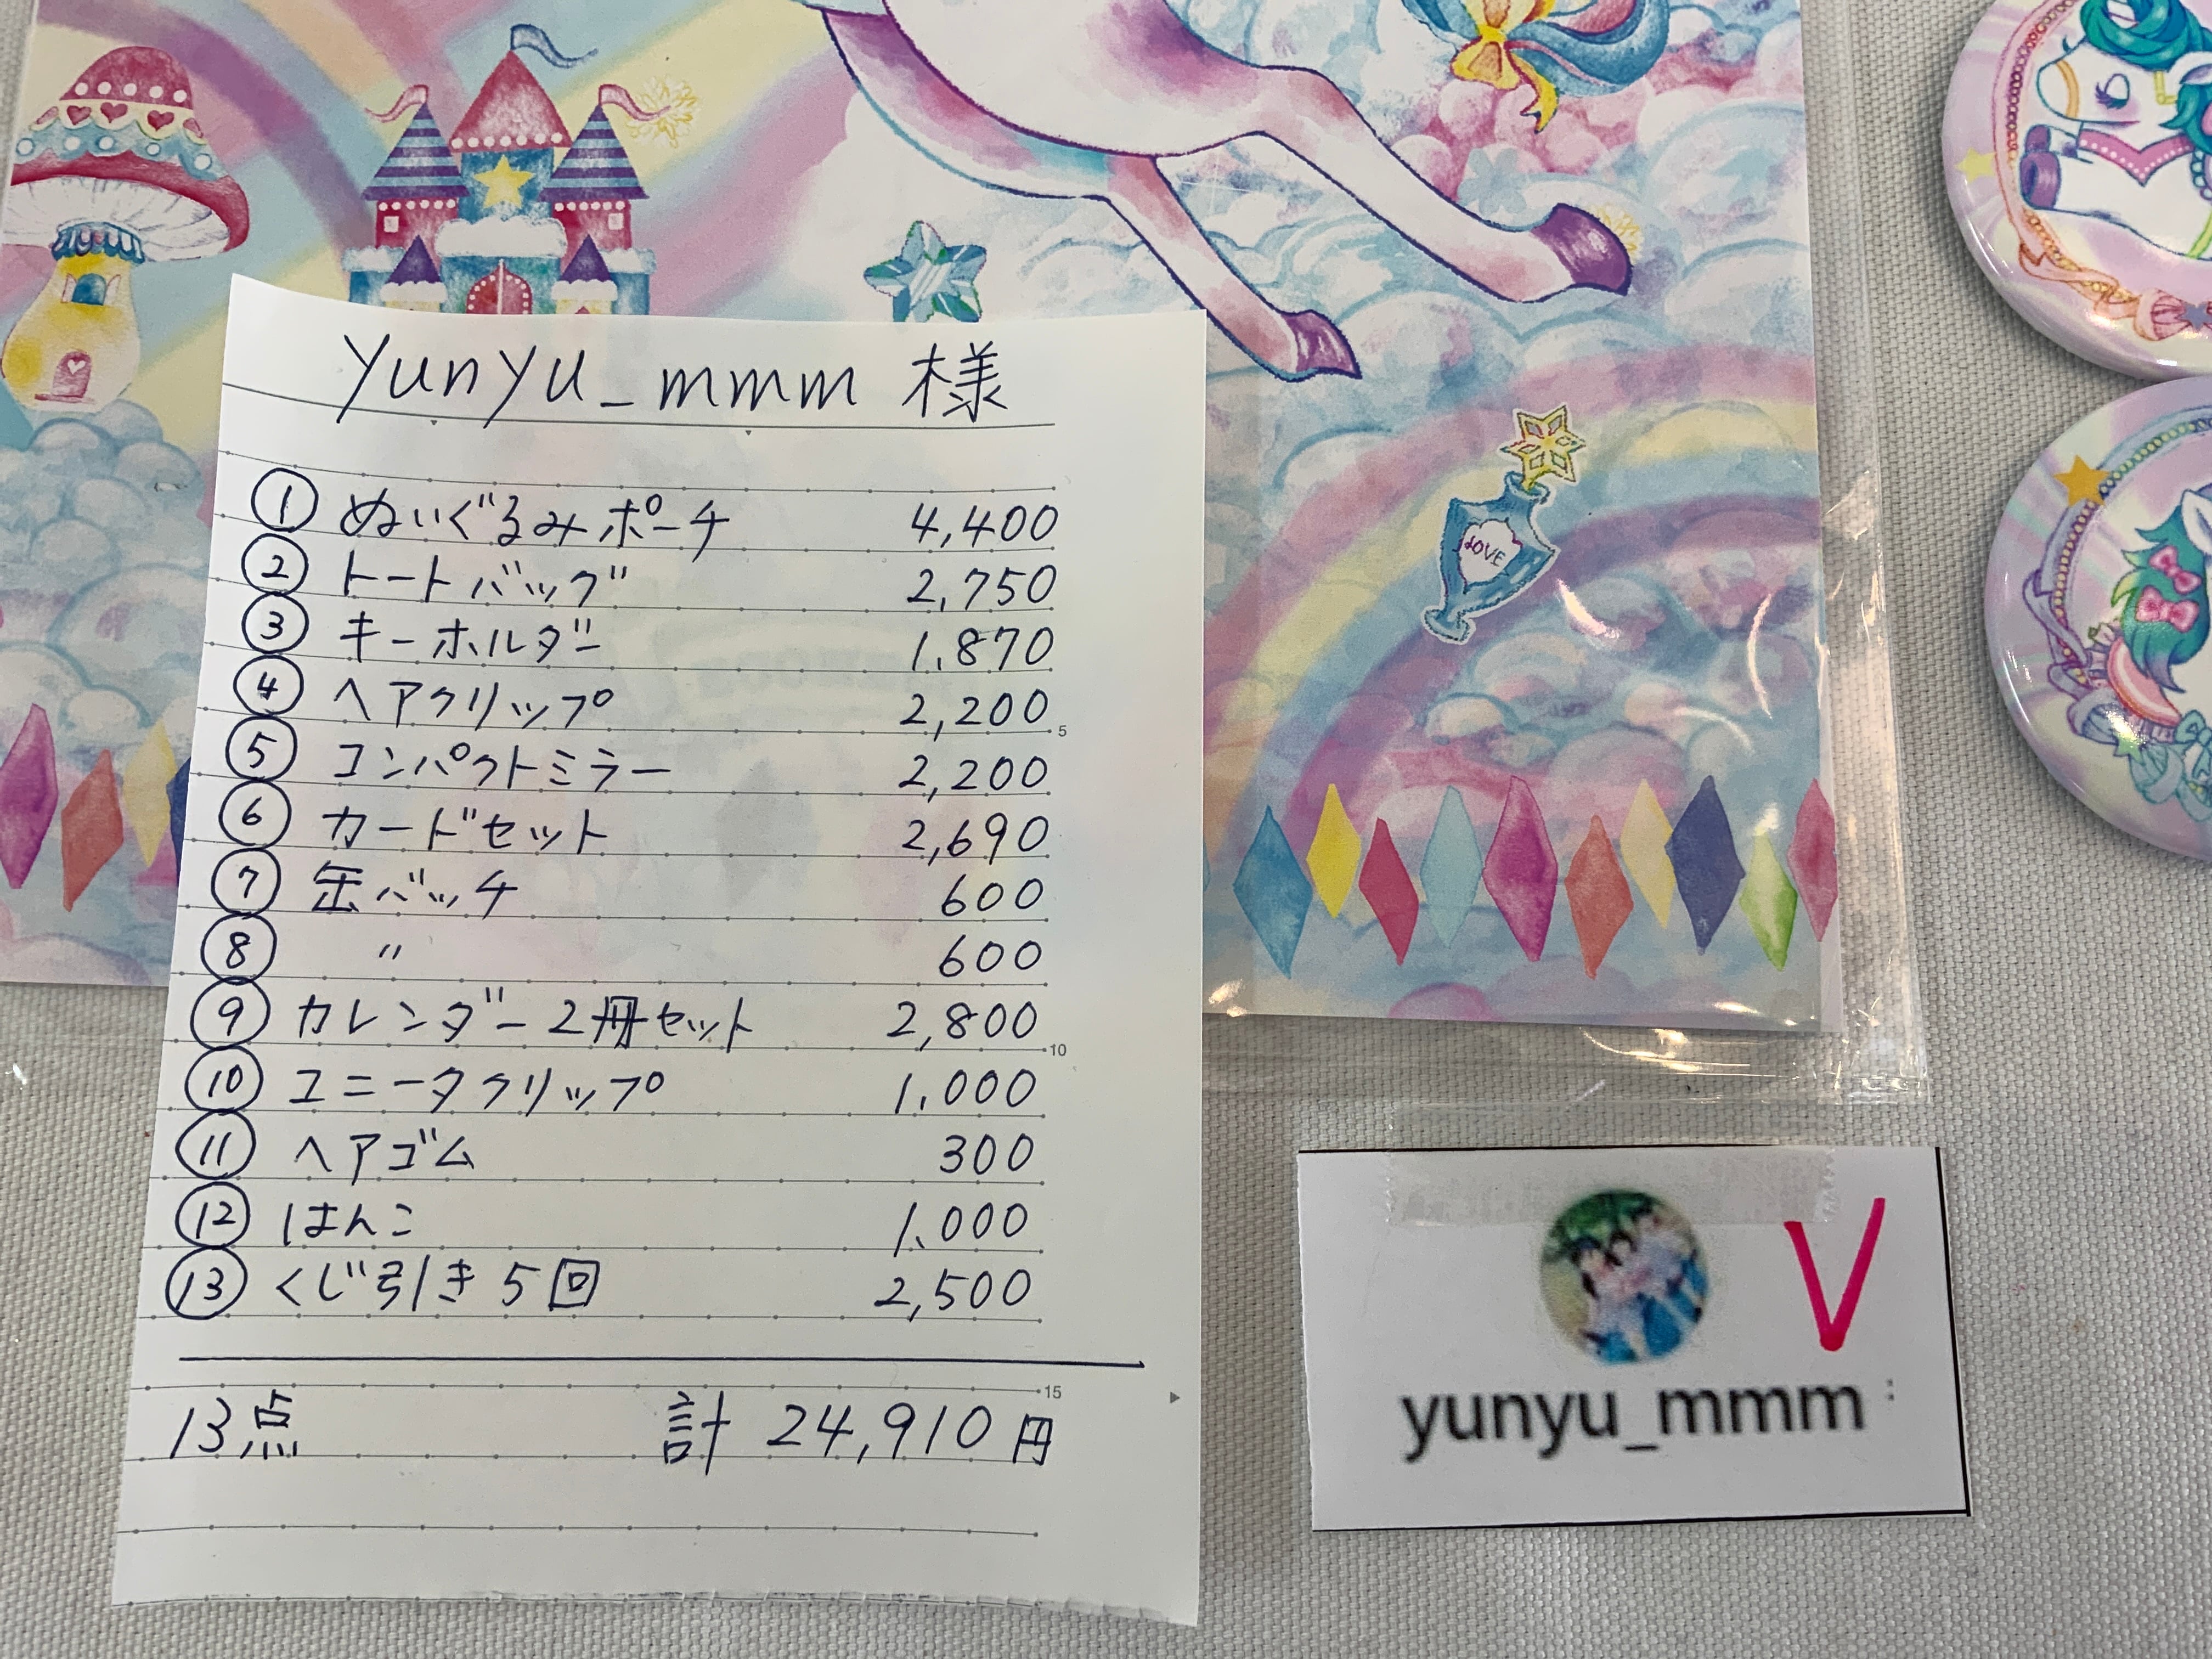 yunyu_mmm 様
① ぬいぐるみポーチ 4,400
② トートバッグ 2,750
③ キーホルダー 1,870
④ ヘアクリップ 2,200
⑤ コンパクトミラー 2,200
5
⑥ カードセット 2,690
⑦ 缶バッチ 600
⑧ 〃 600
⑨ カレンダー2冊セット 2,800
10
⑩ ユニータクリップ 1,000
⑪ ヘアゴム 300
⑫ はんこ 1,000
⑬ くじ引き5回 2,500
15
13点 計 24,910円
LOVE
V
yunyu_mmm :